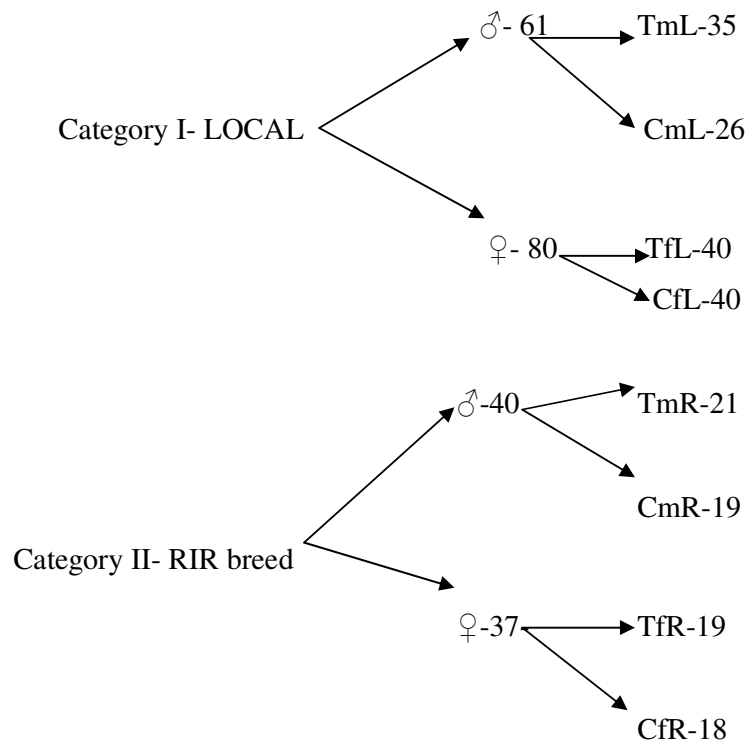 ♂- 61
TmL-35
Category I- LOCAL
CmL-26
♀- 80
TfL-40
CfL-40
♂-40
TmR-21
CmR-19
Category II- RIR breed
♀-37
TfR-19
CfR-18